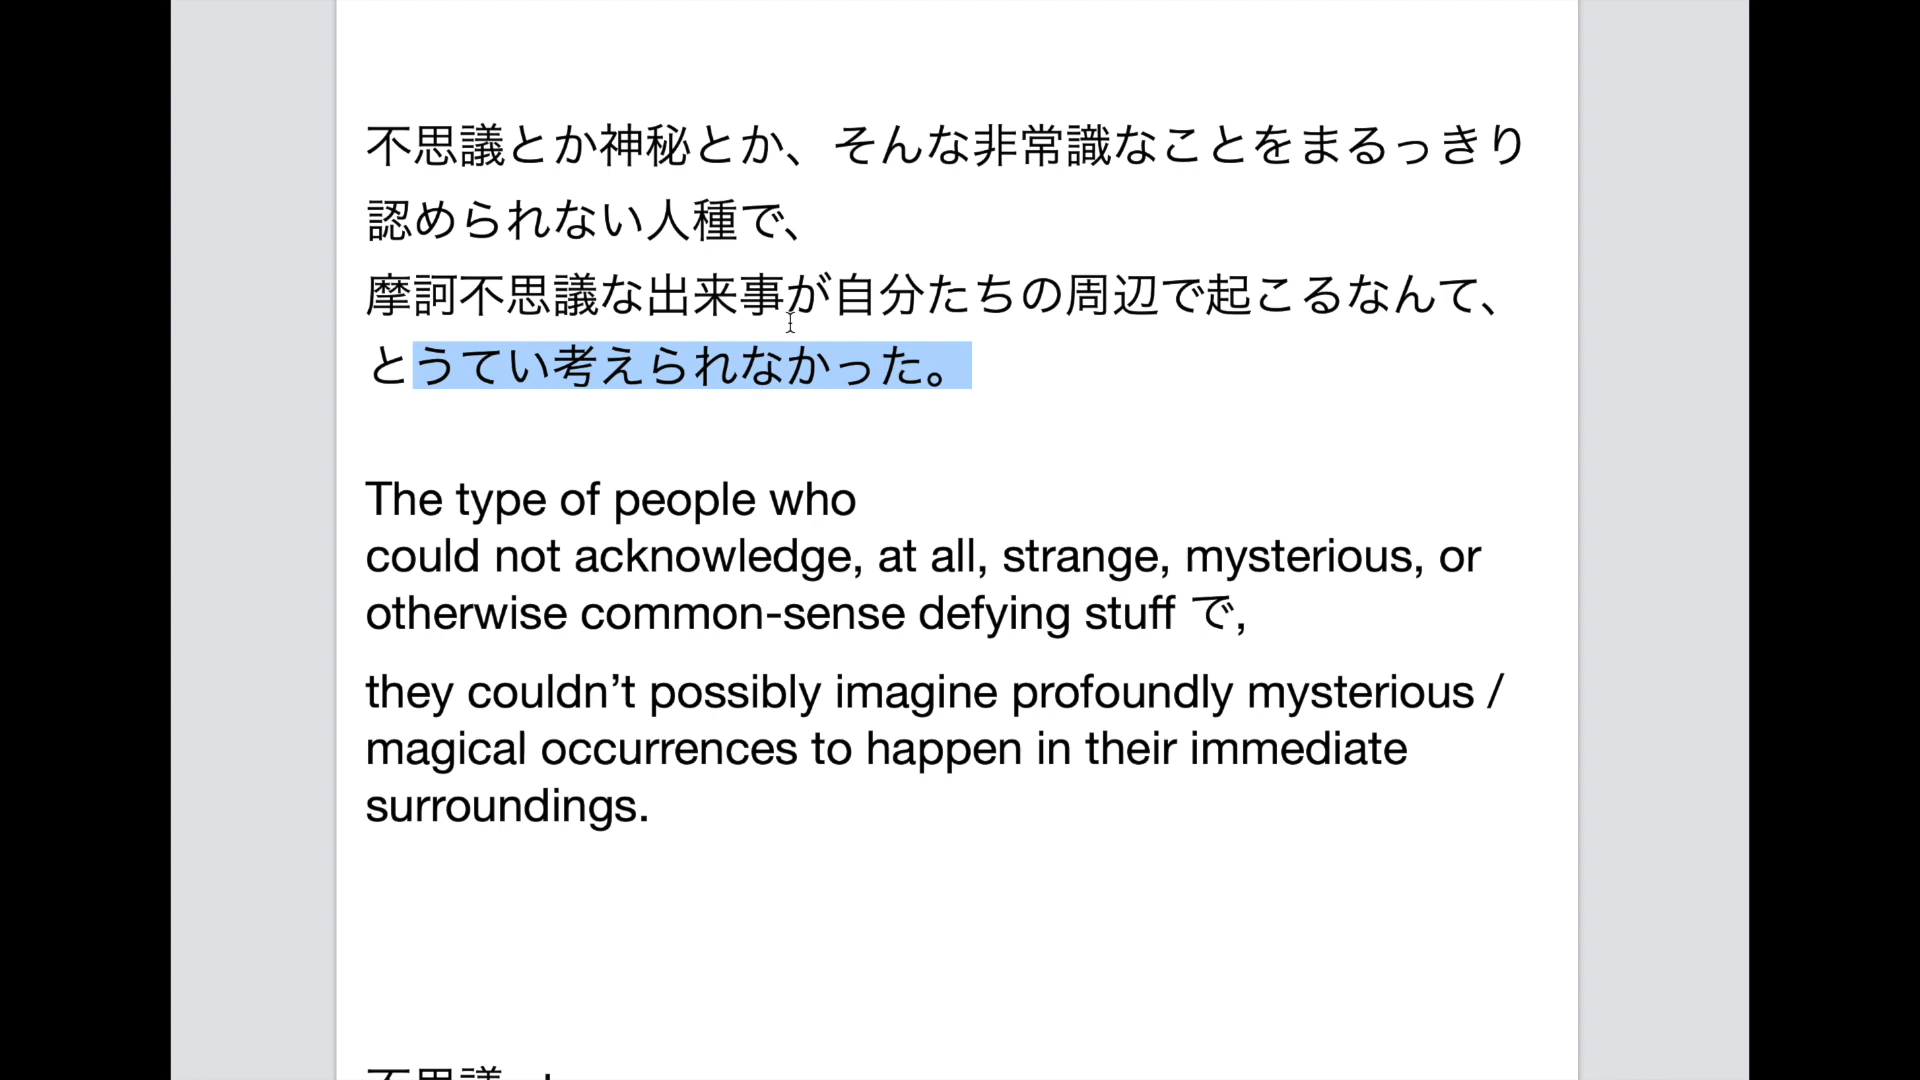 不思議とか神秘とか、そんな非常識なことをまるっきり
認められない人種で、
摩訶不思議な出来事が自分たちの周辺で起こるなんて、
とうてい考えられなかった。
The type of people who
could not acknowledge, at all, strange, mysterious, or
otherwise common-sense defying stuff で,
they couldn’t possibly imagine profoundly mysterious /
magical occurrences to happen in their immediate
surroundings.
不思議